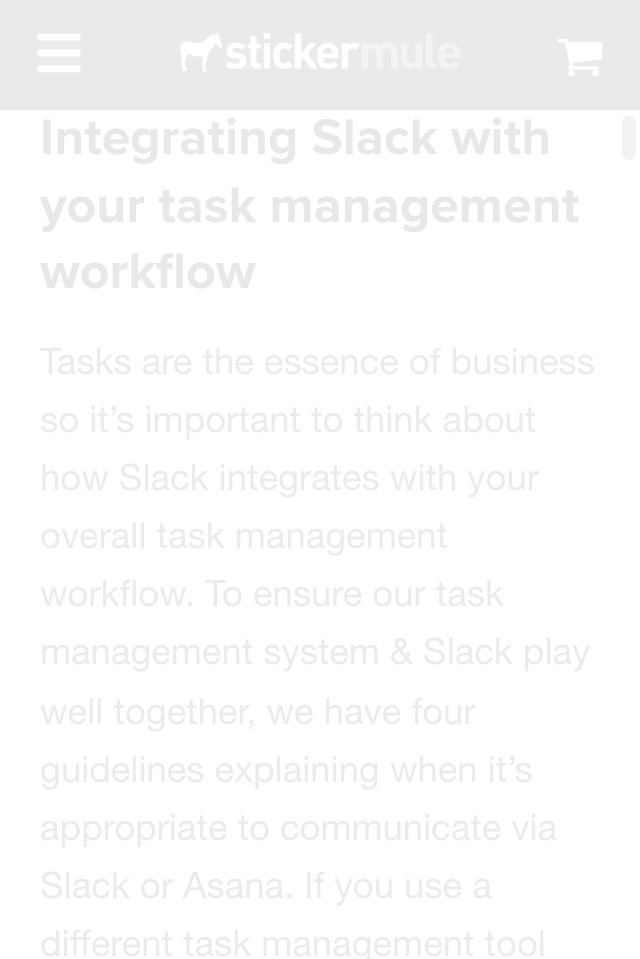 stickermule
Integrating Slack with
your task management
workflow
Tasks are the essence of business
so it’s important to think about
how Slack integrates with your
overall task management
workflow. To ensure our task
management system & Slack play
well together, we have four
guidelines explaining when it’s
appropriate to communicate via
Slack or Asana. If you use a
different task management tool